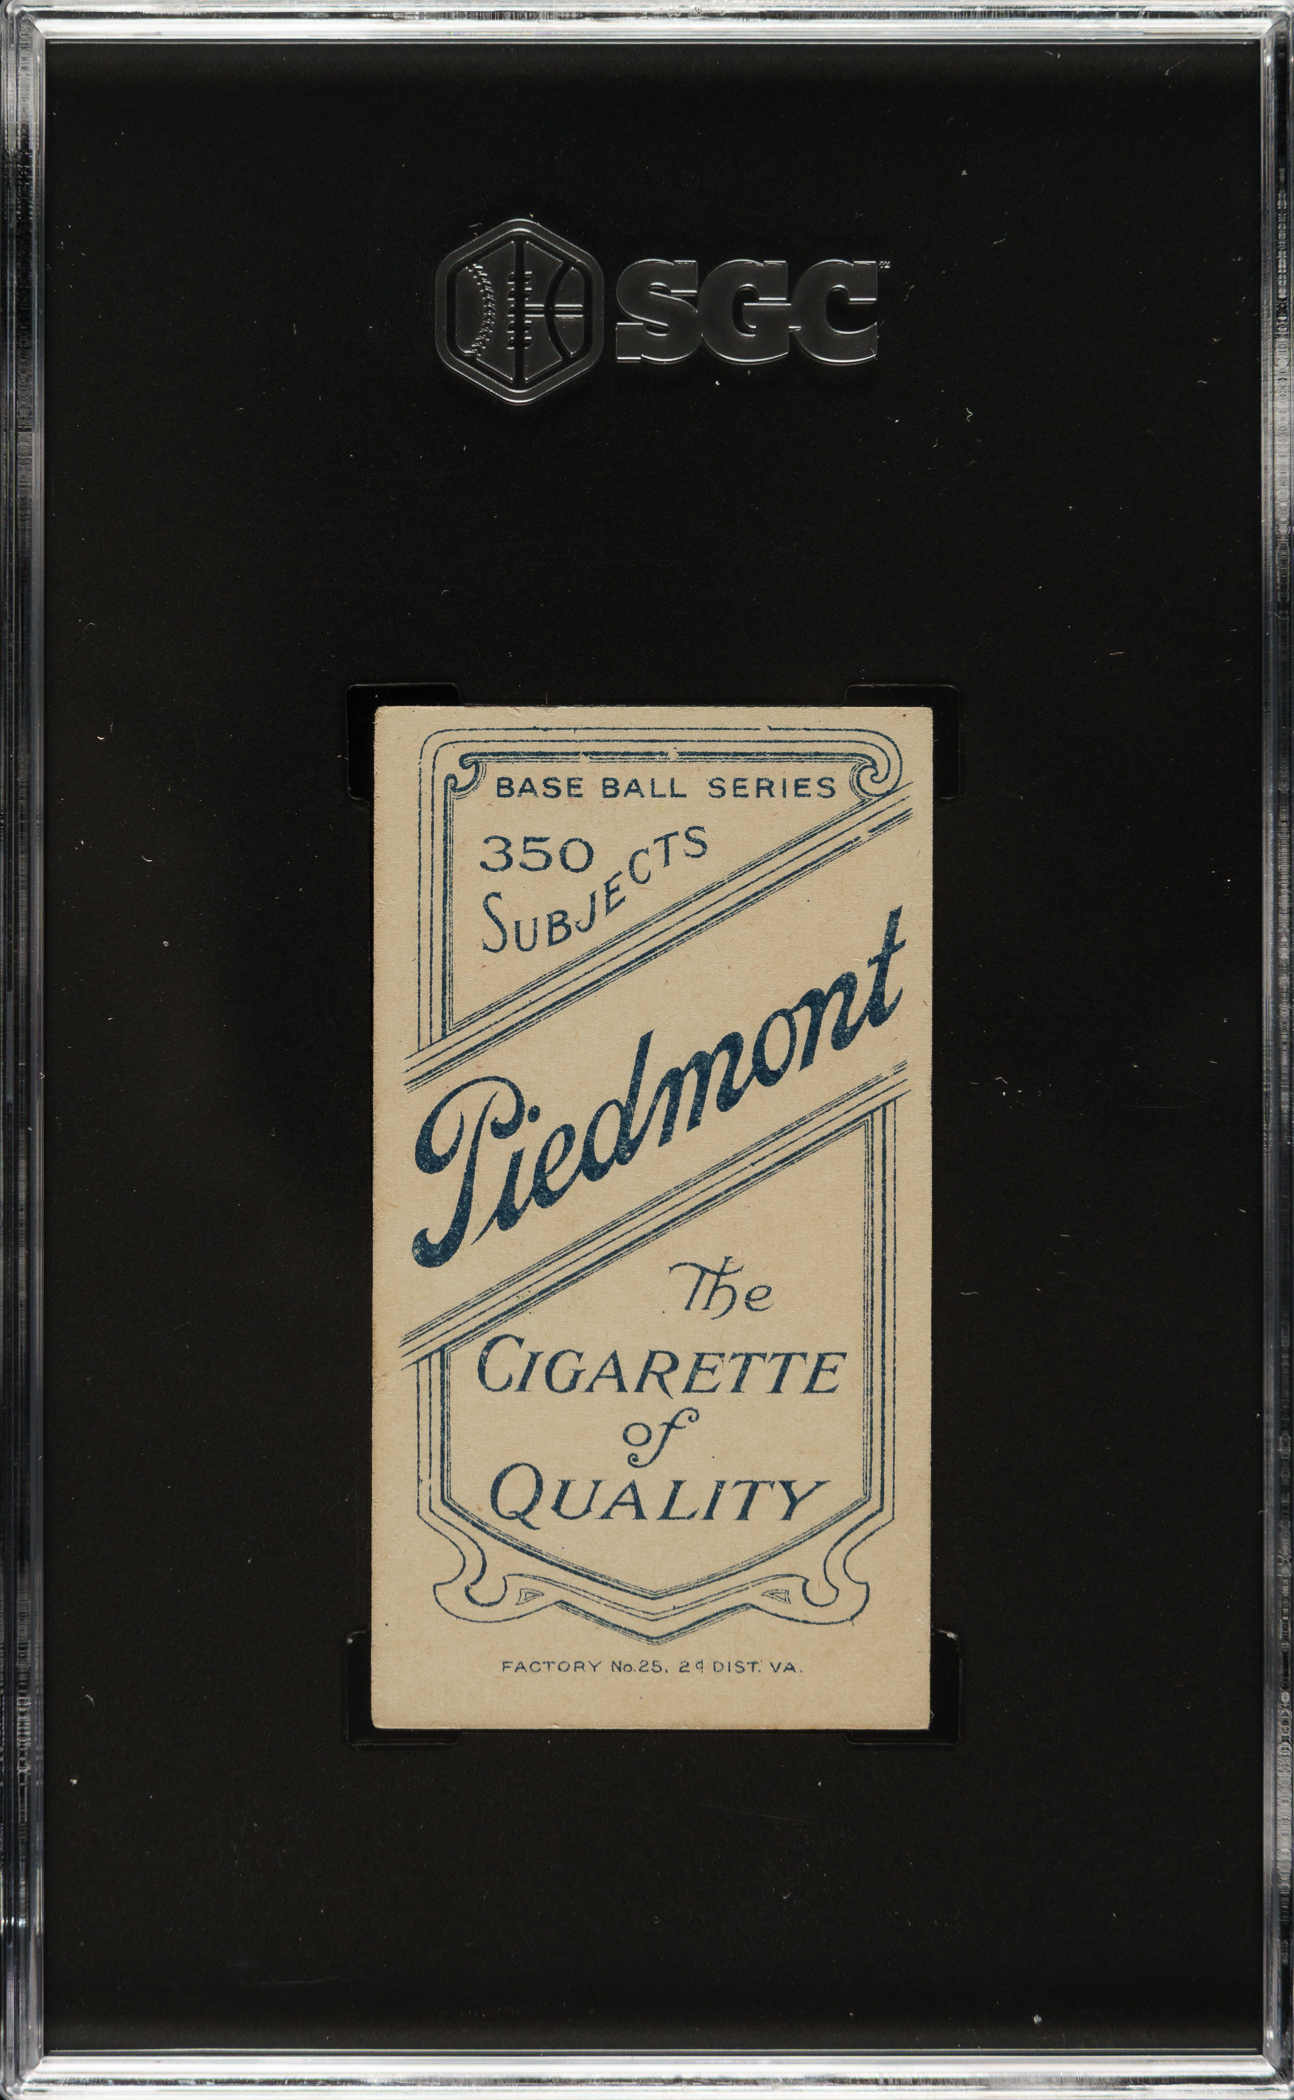 SGC
BASE BALL SERIES
350
SUBJECTS
Piedmont
The
CIGARETTE
of
QUALITY
FACTORY No.25, 2d DIST. VA.